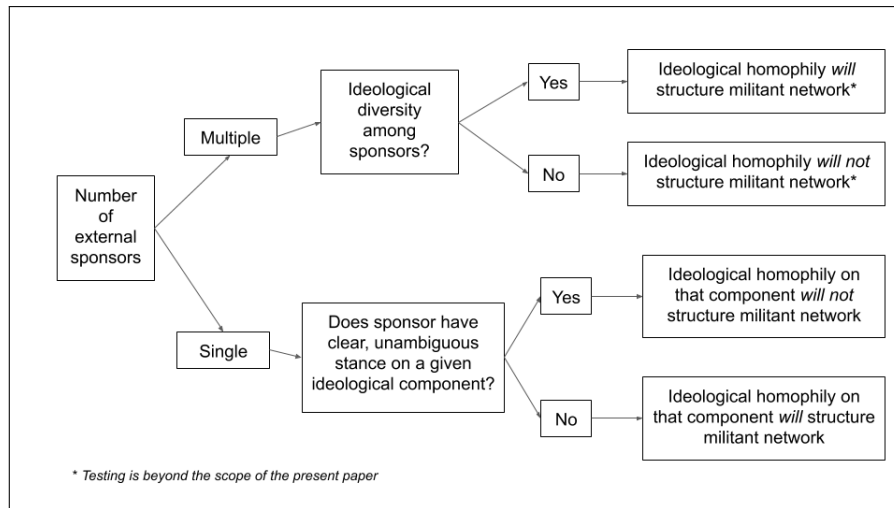 Number
of
external
sponsors
Multiple
Ideological
diversity
among
sponsors?
Yes
Ideological homophily will
structure militant network*
No
Ideological homophily will not
structure militant network*
Single
Does sponsor have
clear, unambiguous
stance on a given
ideological component?
Yes
Ideological homophily on
that component will not
structure militant network
No
Ideological homophily on
that component will structure
militant network
* Testing is beyond the scope of the present paper